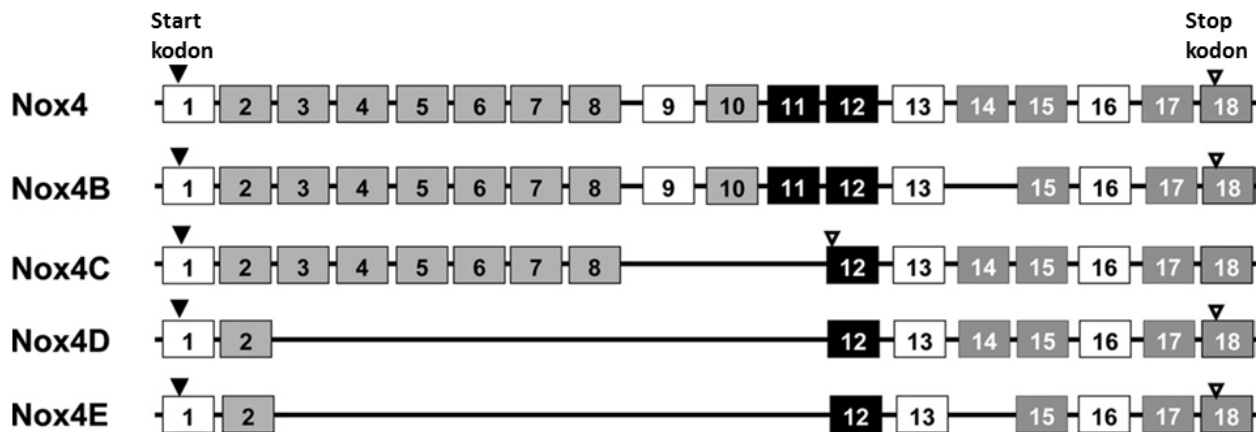 Start
kodon
Stop
kodon
Nox4 1 2 3 4 5 6 7 8 9 10 11 12 13 14 15 16 17 18
Nox4B 1 2 3 4 5 6 7 8 9 10 11 12 13 15 16 17 18
Nox4C 1 2 3 4 5 6 7 8 12 13 14 15 16 17 18
Nox4D 1 2 12 13 14 15 16 17 18
Nox4E 1 2 12 13 15 16 17 18